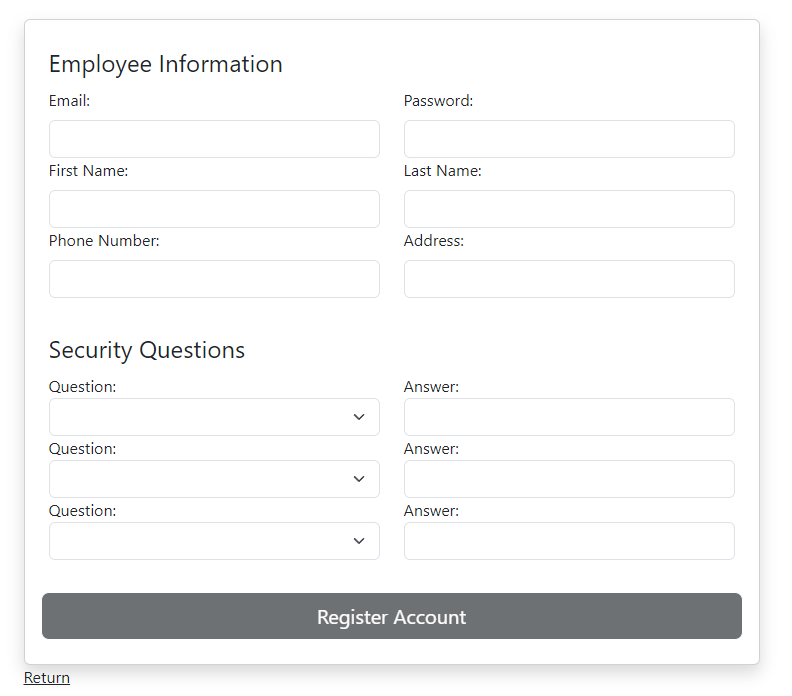 Employee Information
Email: Password:
First Name: Last Name:
Phone Number: Address:
Security Questions
Question: Answer:
Question: Answer:
Question: Answer:
Register Account
Return